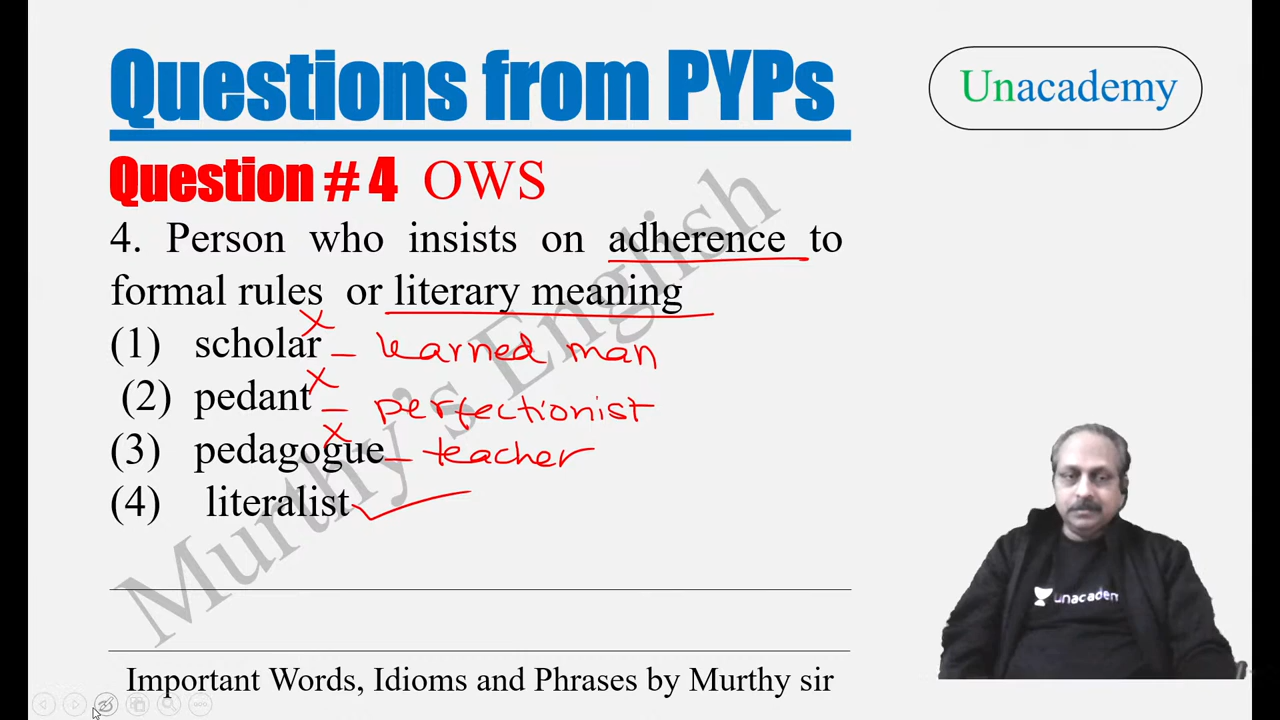 Questions from PYPs
Unacademy
Question # 4 OWS
4. Person who insists on adherence to
formal rules or literary meaning
(1) scholar – learned man
(2) pedant – perfectionist
(3) pedagogue – teacher
(4) literalist
Murthy's English
unacademy
Important Words, Idioms and Phrases by Murthy sir